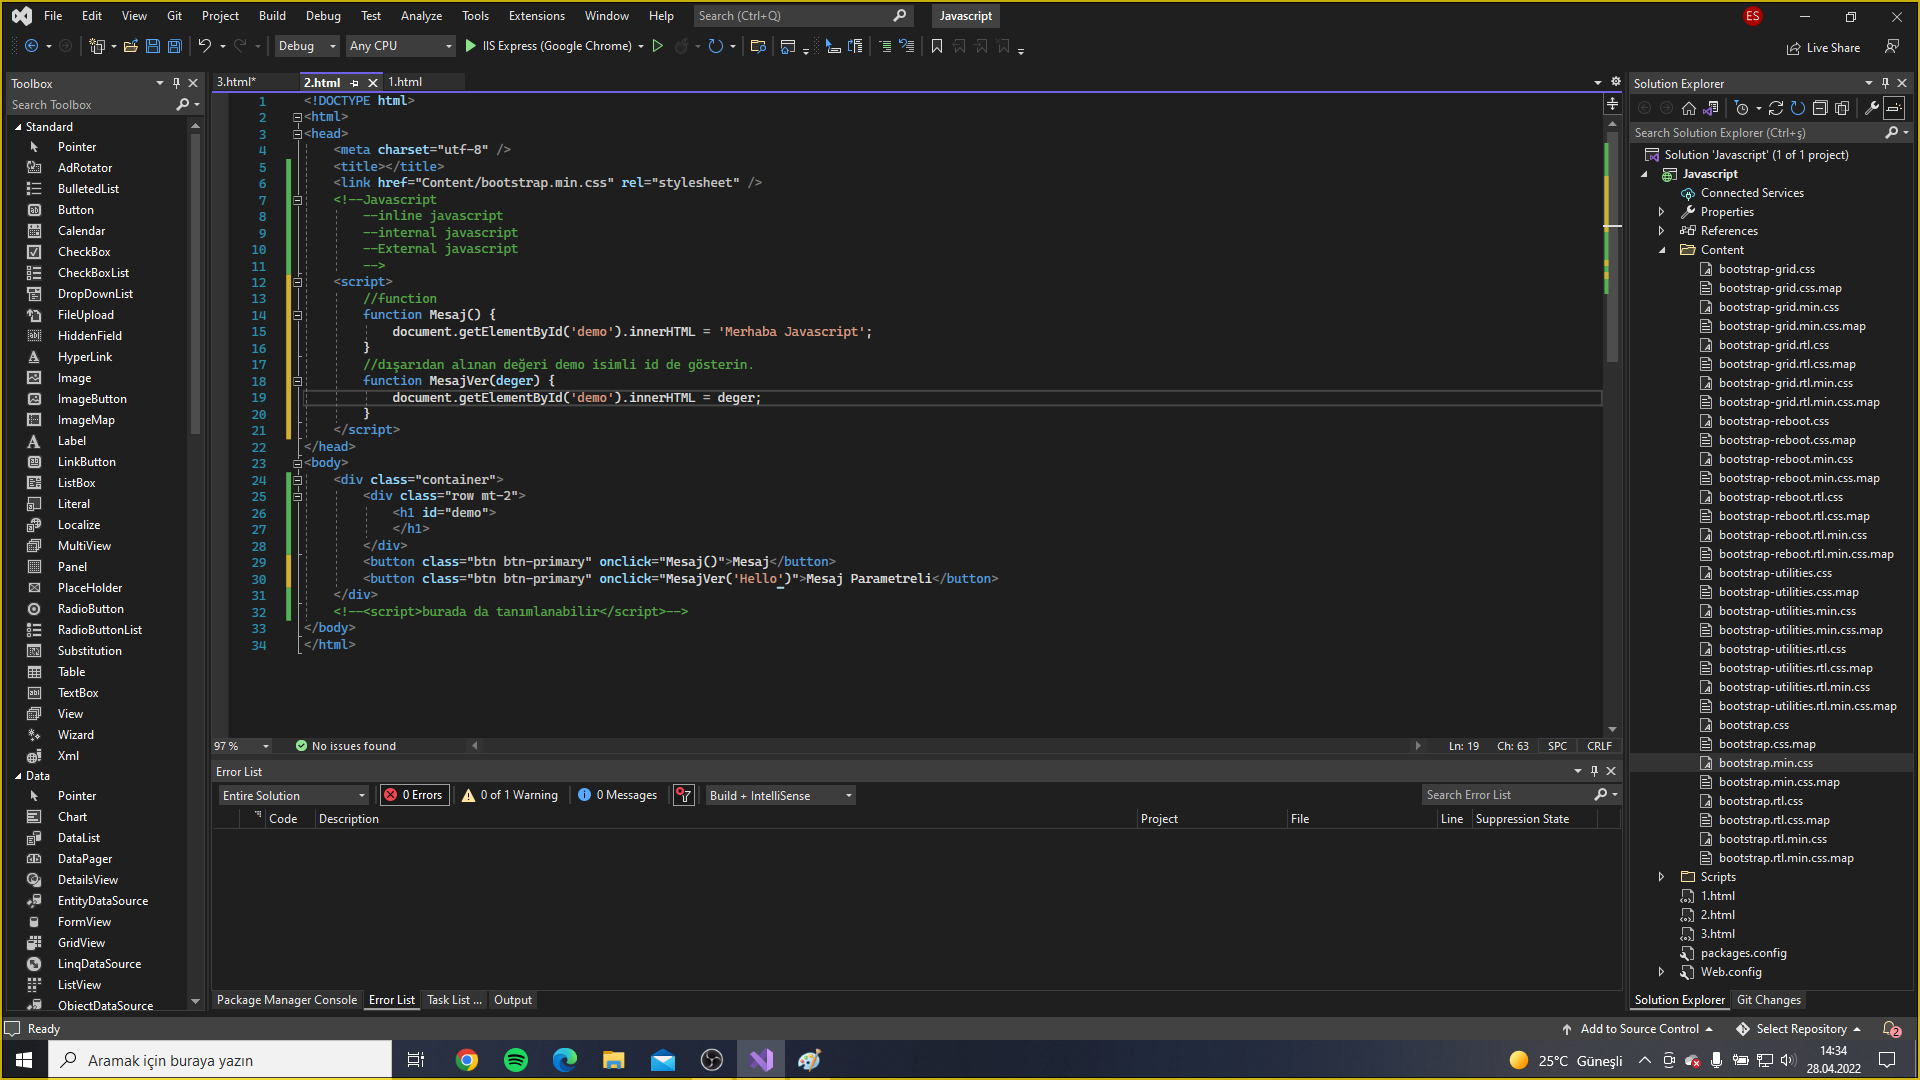 File Edit View Git Project Build Debug Test Analyze Tools Extensions Window Help Search (Ctrl+Q) Javascript ES
Debug Any CPU IIS Express (Google Chrome) Live Share
Toolbox
Search Toolbox
Standard
Pointer
AdRotator
BulletedList
Button
Calendar
CheckBox
CheckBoxList
DropDownList
FileUpload
HiddenField
HyperLink
Image
ImageButton
ImageMap
Label
LinkButton
ListBox
Literal
Localize
MultiView
Panel
PlaceHolder
RadioButton
RadioButtonList
Substitution
Table
TextBox
View
Wizard
Xml
Data
Pointer
Chart
DataList
DataPager
DetailsView
EntityDataSource
FormView
GridView
LinqDataSource
ListView
ObjectDataSource
3.html* 2.html 1.html
1 <!DOCTYPE html>
2 <html>
3 <head>
4 <meta charset="utf-8" />
5 <title></title>
6 <link href="Content/bootstrap.min.css" rel="stylesheet" />
7 <!--Javascript
8 --inline javascript
9 --internal javascript
10 --External javascript
11 -->
12 <script>
13 //function
14 function Mesaj() {
15 document.getElementById('demo').innerHTML = 'Merhaba Javascript';
16 }
17 //dışarıdan alınan değeri demo isimli id de gösterin.
18 function MesajVer(deger) {
19 document.getElementById('demo').innerHTML = deger;
20 }
21 </script>
22 </head>
23 <body>
24 <div class="container">
25 <div class="row mt-2">
26 <h1 id="demo">
27 </h1>
28 </div>
29 <button class="btn btn-primary" onclick="Mesaj()">Mesaj</button>
30 <button class="btn btn-primary" onclick="MesajVer('Hello')">Mesaj Parametreli</button>
31 </div>
32 <!--<script>burada da tanımlanabilir</script>-->
33 </body>
34 </html>
97 % No issues found Ln: 19 Ch: 63 SPC CRLF
Error List
Entire Solution 0 Errors 0 of 1 Warning 0 Messages Build + IntelliSense Search Error List
Code Description Project File Line Suppression State
Package Manager Console Error List Task List ... Output
Solution Explorer
Search Solution Explorer (Ctrl+ş)
Solution 'Javascript' (1 of 1 project)
Javascript
Connected Services
Properties
References
Content
bootstrap-grid.css
bootstrap-grid.css.map
bootstrap-grid.min.css
bootstrap-grid.min.css.map
bootstrap-grid.rtl.css
bootstrap-grid.rtl.css.map
bootstrap-grid.rtl.min.css
bootstrap-grid.rtl.min.css.map
bootstrap-reboot.css
bootstrap-reboot.css.map
bootstrap-reboot.min.css
bootstrap-reboot.min.css.map
bootstrap-reboot.rtl.css
bootstrap-reboot.rtl.css.map
bootstrap-reboot.rtl.min.css
bootstrap-reboot.rtl.min.css.map
bootstrap-utilities.css
bootstrap-utilities.css.map
bootstrap-utilities.min.css
bootstrap-utilities.min.css.map
bootstrap-utilities.rtl.css
bootstrap-utilities.rtl.css.map
bootstrap-utilities.rtl.min.css
bootstrap-utilities.rtl.min.css.map
bootstrap.css
bootstrap.css.map
bootstrap.min.css
bootstrap.min.css.map
bootstrap.rtl.css
bootstrap.rtl.css.map
bootstrap.rtl.min.css
bootstrap.rtl.min.css.map
Scripts
1.html
2.html
3.html
packages.config
Web.config
Solution Explorer Git Changes
Ready Add to Source Control Select Repository 2
Aramak için buraya yazın 25°C Güneşli 14:34
28.04.2022